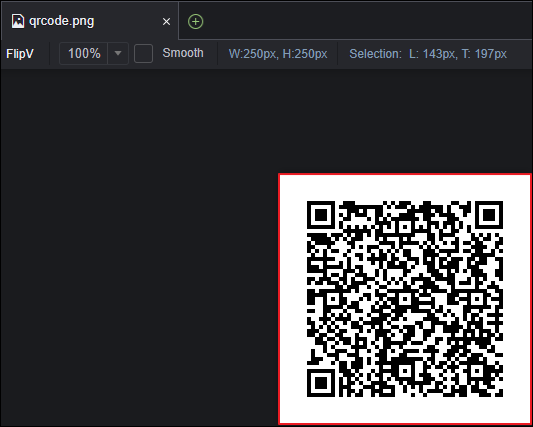 qrcode.png
FlipV 100% Smooth W:250px, H:250px Selection: L: 143px, T: 197px